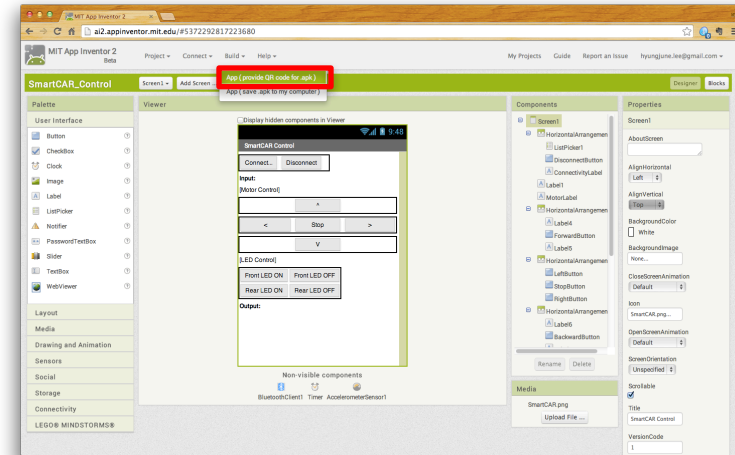 MIT App Inventor 2
ai2.appinventor.mit.edu/#5372292817223680
MIT App Inventor 2
Beta
Project Connect Build Help
My Projects Guide Report an Issue hyungjune.lee@gmail.com
SmartCAR_Control
Screen1 Add Screen
App ( provide QR code for .apk )
App ( save .apk to my computer )
Designer Blocks
Palette
User Interface
Button
CheckBox
Clock
Image
Label
ListPicker
Notifier
PasswordTextBox
Slider
TextBox
WebViewer
Layout
Media
Drawing and Animation
Sensors
Social
Storage
Connectivity
LEGO® MINDSTORMS®
Viewer
Display hidden components in Viewer
9:48
SmartCAR Control
Connect... Disconnect
Input:
[Motor Control]
^
< Stop >
V
[LED Control]
Front LED ON Front LED OFF
Rear LED ON Rear LED OFF
Output:
Non-visible components
BluetoothClient1 Timer AccelerometerSensor1
Components
Screen1
HorizontalArrangemen
ListPicker1
DisconnectButton
ConnectivityLabel
Label1
MotorLabel
HorizontalArrangemen
Label4
ForwardButton
Label5
HorizontalArrangemen
LeftButton
StopButton
RightButton
HorizontalArrangemen
Label6
BackwardButton
Rename Delete
Media
SmartCAR.png
Upload File ...
Properties
Screen1
AboutScreen
AlignHorizontal
Left
AlignVertical
Top
BackgroundColor
White
BackgroundImage
None...
CloseScreenAnimation
Default
Icon
SmartCAR.png...
OpenScreenAnimation
Default
ScreenOrientation
Unspecified
Scrollable
Title
SmartCAR Control
VersionCode
1